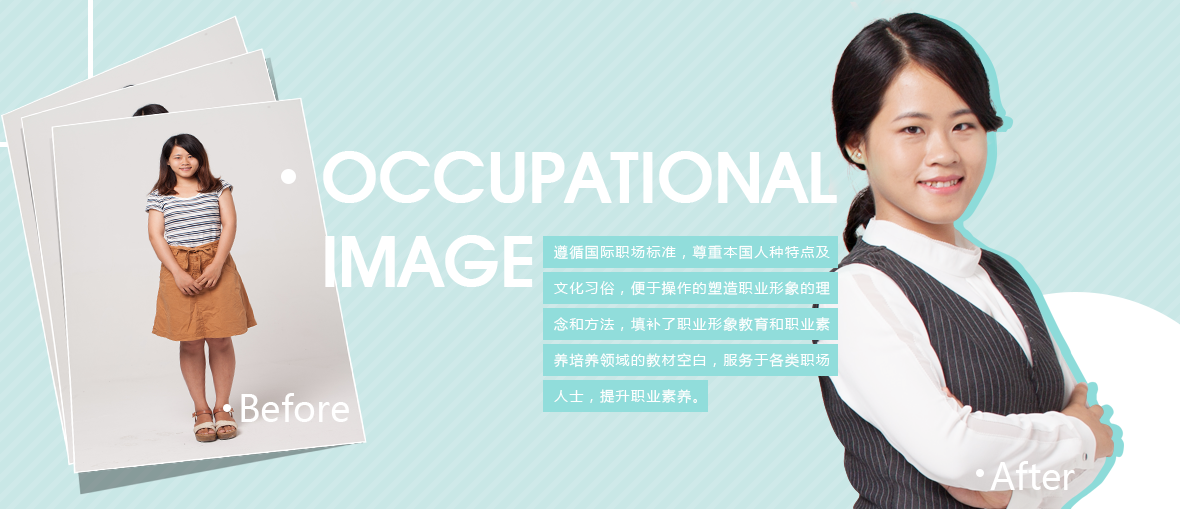 OCCUPATIONAL
IMAGE
遵循国际职场标准，尊重本国人种特点及
文化习俗，便于操作的塑造职业形象的理
念和方法，填补了职业形象教育和职业素
养培养领域的教材空白，服务于各类职场
人士，提升职业素养。
Before
After